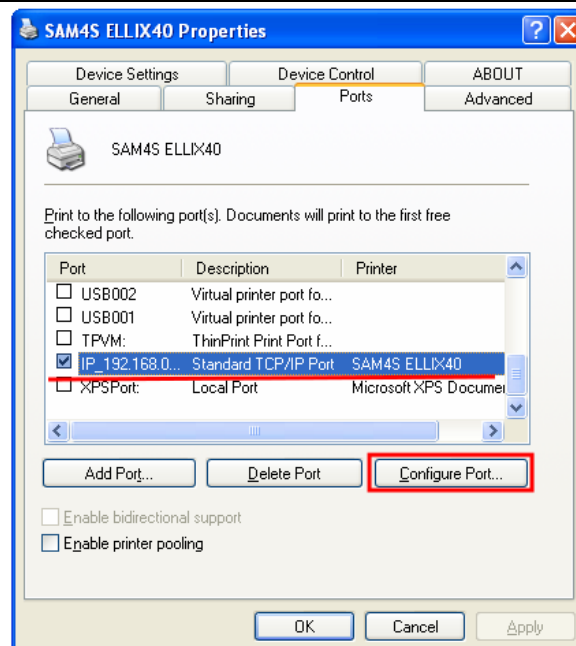 SAM4S ELLIX40 Properties
Device Settings Device Control ABOUT
General Sharing Ports Advanced
SAM4S ELLIX40
Print to the following port(s). Documents will print to the first free
checked port.
Port Description Printer
USB002 Virtual printer port fo...
USB001 Virtual printer port fo...
TPVM: ThinPrint Print Port f...
IP_192.168.0... Standard TCP/IP Port SAM4S ELLIX40
XPSPort: Local Port Microsoft XPS Documen
Add Port... Delete Port Configure Port...
Enable bidirectional support
Enable printer pooling
OK Cancel Apply